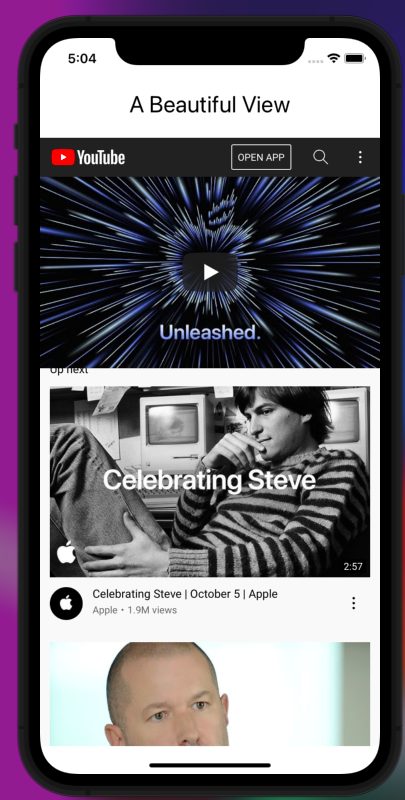 5:04
A Beautiful View
YouTube
OPEN APP
Unleashed.
Up next
Celebrating Steve
2:57
Celebrating Steve | October 5 | Apple
Apple • 1.9M views